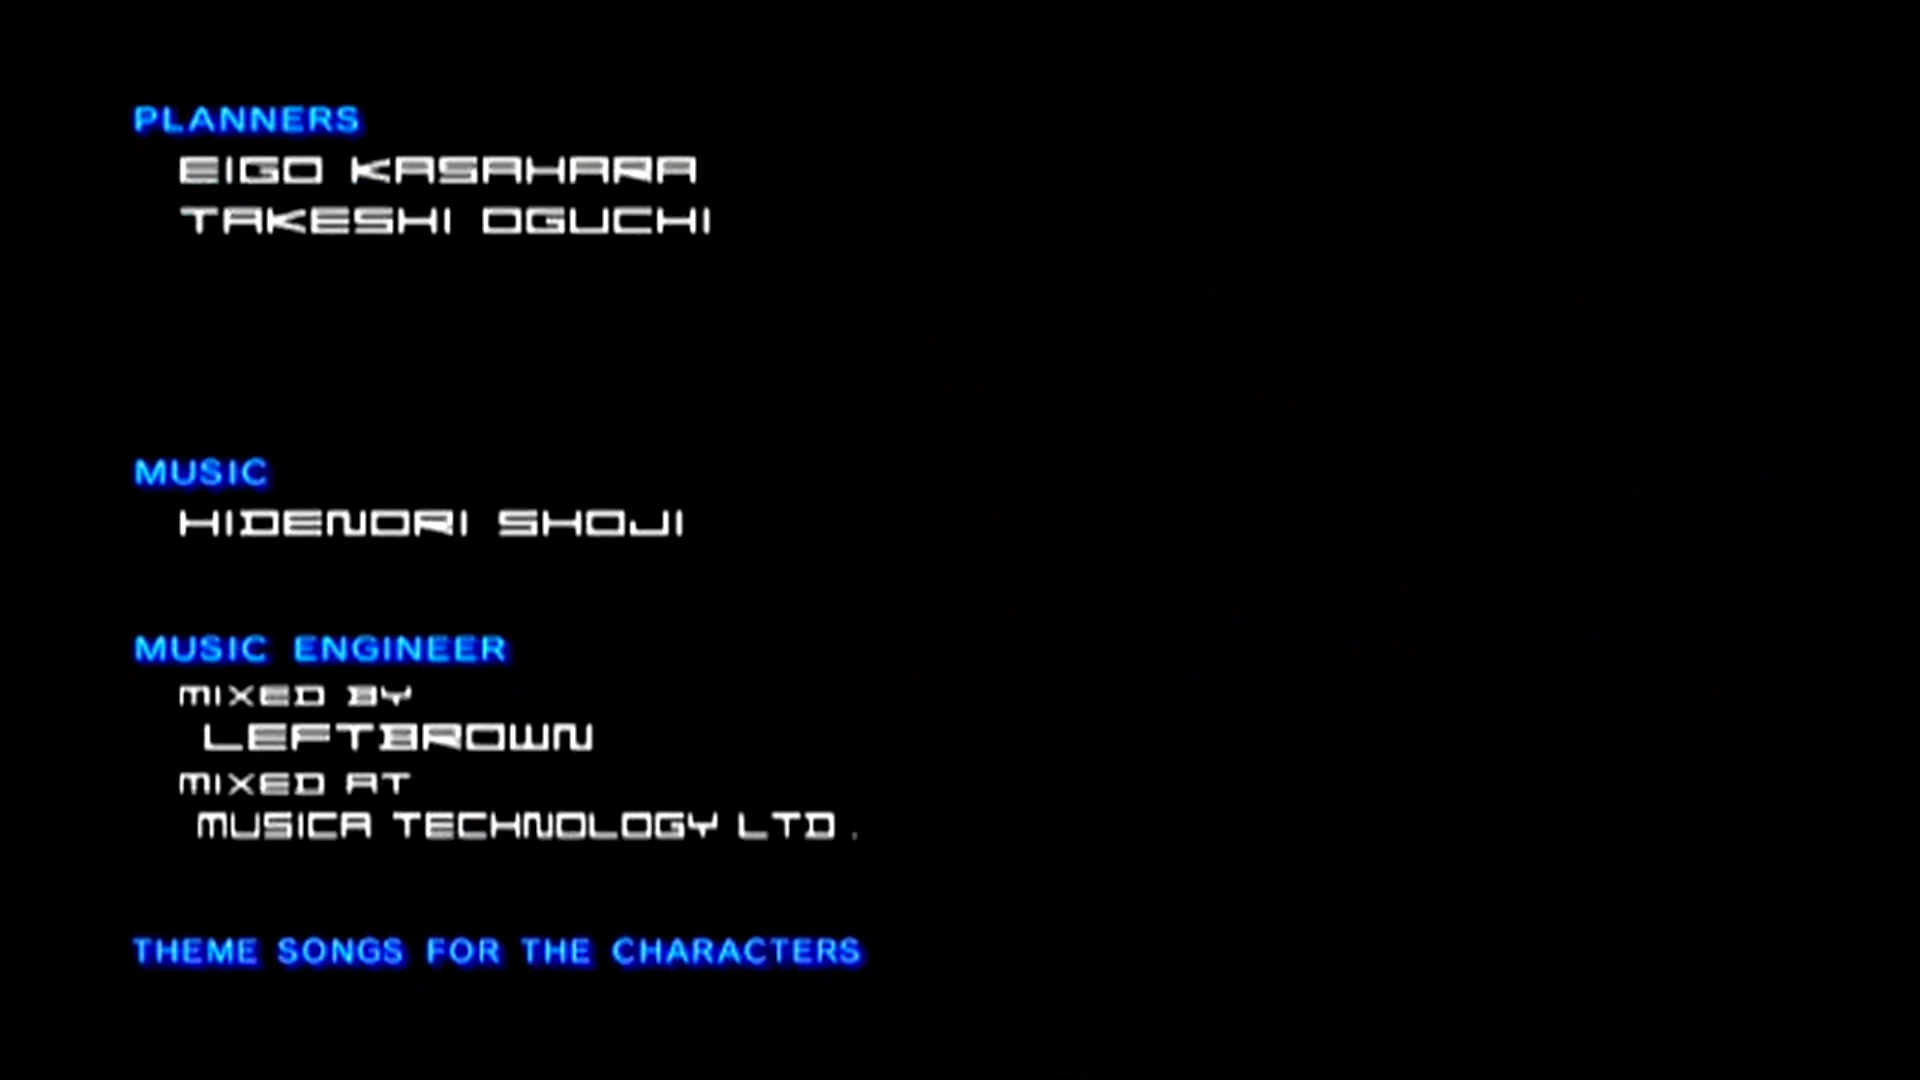 PLANNERS
EIGO KASAHARA
TAKESHI OGUCHI
MUSIC
HIDENORI SHOJI
MUSIC ENGINEER
MIXED BY
LEFTBROWN
MIXED AT
MUSICA TECHNOLOGY LTD.
THEME SONGS FOR THE CHARACTERS